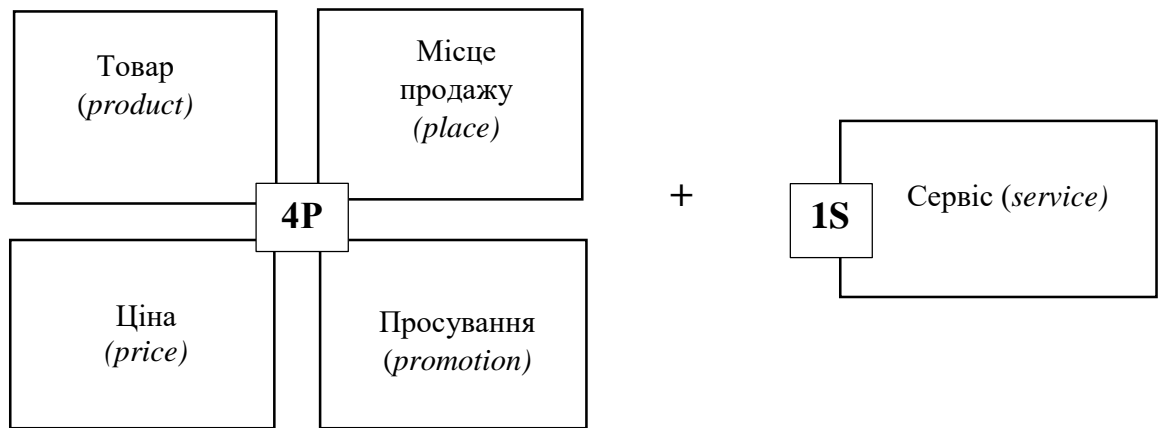 Товар
(product)
Місце
продажу
(place)
4P
Ціна
(price)
Просування
(promotion)
+
1S
Сервіс (service)